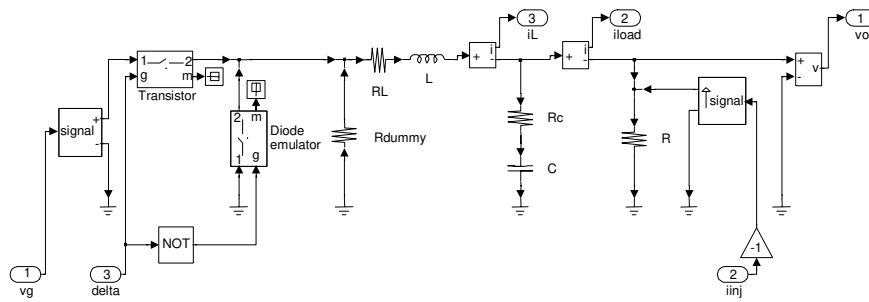 3
iL
2
iload
1
vo
1 2
g m
Transistor
+
i
-
+
i
-
+
v
-
RL
L
signal
+
-
2 m
1 g
Diode
emulator
Rdummy
Rc
C
R
signal
NOT
-1
1
vg
3
delta
2
iinj